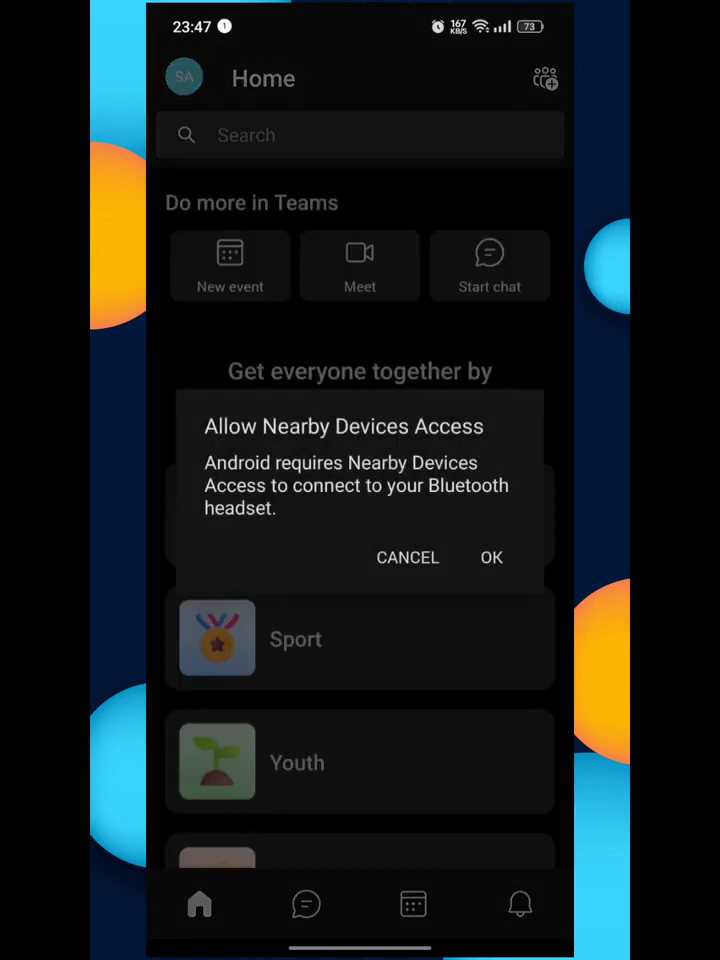 23:47 1 167 KB/S 73
SA Home
Search
Do more in Teams
New event Meet Start chat
Get everyone together by
Allow Nearby Devices Access
Android requires Nearby Devices
Access to connect to your Bluetooth
headset.
CANCEL OK
Sport
Youth